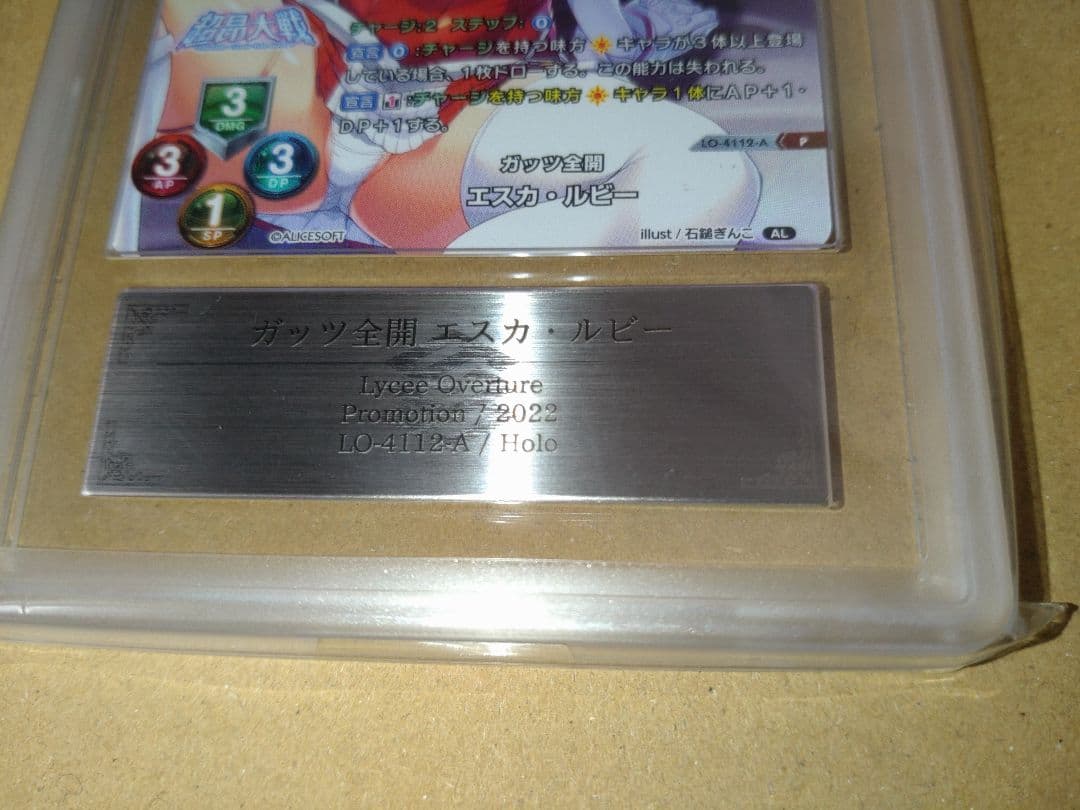 超昂大戦
チャージ:2 ステップ:0
宣言 0:チャージを持つ味方 キャラが3体以上登場
している場合、1枚ドローする。この能力は失われる。
宣言 :チャージを持つ味方 キャラ1体にAP+1・
DP+1する。
3
DMG
3
AP
3
DP
1
SP
LO-4112-A P
ガッツ全開
エスカ・ルビー
©ALICESOFT
illust / 石鎚ぎんこ AL
ガッツ全開 エスカ・ルビー
Lycee Overture
Promotion / 2022
LO-4112-A / Holo